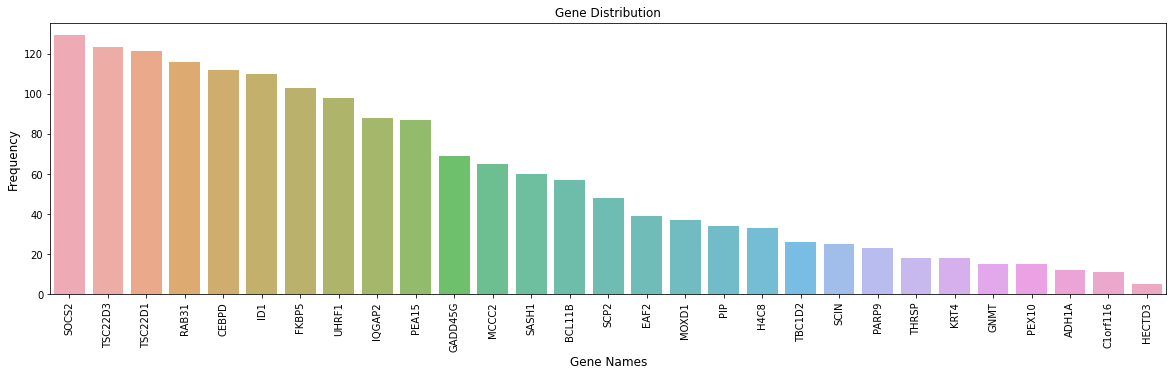 Gene Distribution
Frequency
120
100
80
60
40
20
0
SOCS2
TSC22D3
TSC22D1
RAB31
CEBPD
ID1
FKBP5
UHRF1
IQGAP2
PEA15
GADD45G
MCCC2
SASH1
BCL11B
SCP2
EAF2
MOXD1
PIP
H4C8
TBC1D2
SCIN
PARP9
THRSP
KRT4
GNMT
PEX10
ADH1A
C1orf116
HECTD3
Gene Names